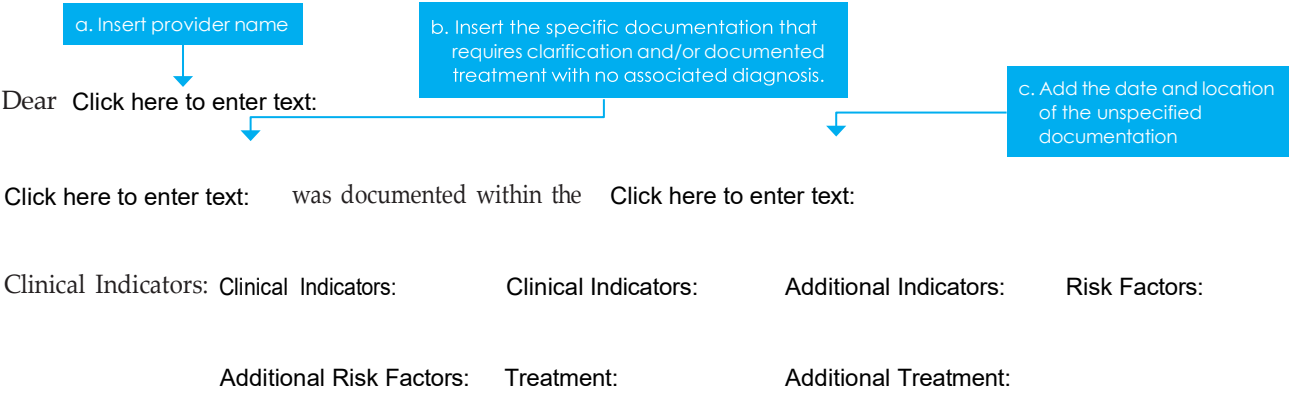 a. Insert provider name
b. Insert the specific documentation that
requires clarification and/or documented
treatment with no associated diagnosis.
c. Add the date and location
of the unspecified
documentation
Dear Click here to enter text:
Click here to enter text: was documented within the Click here to enter text:
Clinical Indicators: Clinical Indicators: Clinical Indicators: Additional Indicators: Risk Factors:
Additional Risk Factors: Treatment: Additional Treatment: